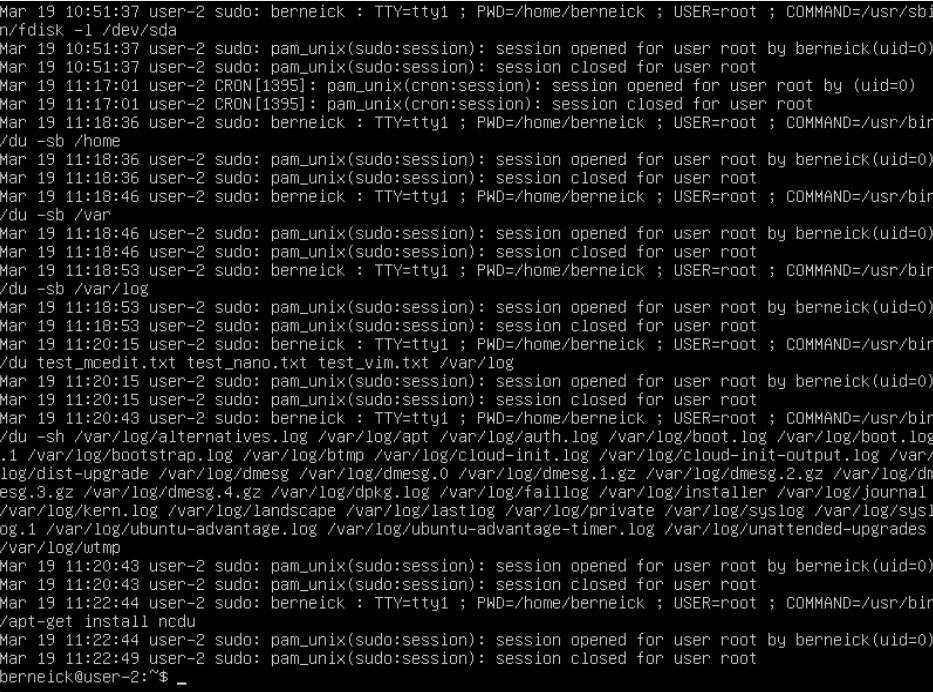 Mar 19 10:51:37 user-2 sudo: berneick : TTY=tty1 ; PWD=/home/berneick ; USER=root ; COMMAND=/usr/sbi
n/fdisk -l /dev/sda
Mar 19 10:51:37 user-2 sudo: pam_unix(sudo:session): session opened for user root by berneick(uid=0)
Mar 19 10:51:37 user-2 sudo: pam_unix(sudo:session): session closed for user root
Mar 19 11:17:01 user-2 CRON[1395]: pam_unix(cron:session): session opened for user root by (uid=0)
Mar 19 11:17:01 user-2 CRON[1395]: pam_unix(cron:session): session closed for user root
Mar 19 11:18:36 user-2 sudo: berneick : TTY=tty1 ; PWD=/home/berneick ; USER=root ; COMMAND=/usr/bin
/du -sb /home
Mar 19 11:18:36 user-2 sudo: pam_unix(sudo:session): session opened for user root by berneick(uid=0)
Mar 19 11:18:36 user-2 sudo: pam_unix(sudo:session): session closed for user root
Mar 19 11:18:46 user-2 sudo: berneick : TTY=tty1 ; PWD=/home/berneick ; USER=root ; COMMAND=/usr/bin
/du -sb /var
Mar 19 11:18:46 user-2 sudo: pam_unix(sudo:session): session opened for user root by berneick(uid=0)
Mar 19 11:18:46 user-2 sudo: pam_unix(sudo:session): session closed for user root
Mar 19 11:18:53 user-2 sudo: berneick : TTY=tty1 ; PWD=/home/berneick ; USER=root ; COMMAND=/usr/bin
/du -sb /var/log
Mar 19 11:18:53 user-2 sudo: pam_unix(sudo:session): session opened for user root by berneick(uid=0)
Mar 19 11:18:53 user-2 sudo: pam_unix(sudo:session): session closed for user root
Mar 19 11:20:15 user-2 sudo: berneick : TTY=tty1 ; PWD=/home/berneick ; USER=root ; COMMAND=/usr/bin
/du test_mcedit.txt test_nano.txt test_vim.txt /var/log
Mar 19 11:20:15 user-2 sudo: pam_unix(sudo:session): session opened for user root by berneick(uid=0)
Mar 19 11:20:15 user-2 sudo: pam_unix(sudo:session): session closed for user root
Mar 19 11:20:43 user-2 sudo: berneick : TTY=tty1 ; PWD=/home/berneick ; USER=root ; COMMAND=/usr/bin
/du -sh /var/log/alternatives.log /var/log/apt /var/log/auth.log /var/log/boot.log /var/log/boot.log
.1 /var/log/bootstrap.log /var/log/btmp /var/log/cloud-init.log /var/log/cloud-init-output.log /var/
log/dist-upgrade /var/log/dmesg /var/log/dmesg.0 /var/log/dmesg.1.gz /var/log/dmesg.2.gz /var/log/dm
esg.3.gz /var/log/dmesg.4.gz /var/log/dpkg.log /var/log/faillog /var/log/installer /var/log/journal
/var/log/kern.log /var/log/landscape /var/log/lastlog /var/log/private /var/log/syslog /var/log/sysl
og.1 /var/log/ubuntu-advantage.log /var/log/ubuntu-advantage-timer.log /var/log/unattended-upgrades
/var/log/wtmp
Mar 19 11:20:43 user-2 sudo: pam_unix(sudo:session): session opened for user root by berneick(uid=0)
Mar 19 11:20:43 user-2 sudo: pam_unix(sudo:session): session closed for user root
Mar 19 11:22:44 user-2 sudo: berneick : TTY=tty1 ; PWD=/home/berneick ; USER=root ; COMMAND=/usr/bin
/apt-get install ncdu
Mar 19 11:22:44 user-2 sudo: pam_unix(sudo:session): session opened for user root by berneick(uid=0)
Mar 19 11:22:49 user-2 sudo: pam_unix(sudo:session): session closed for user root
berneick@user-2:~$ _